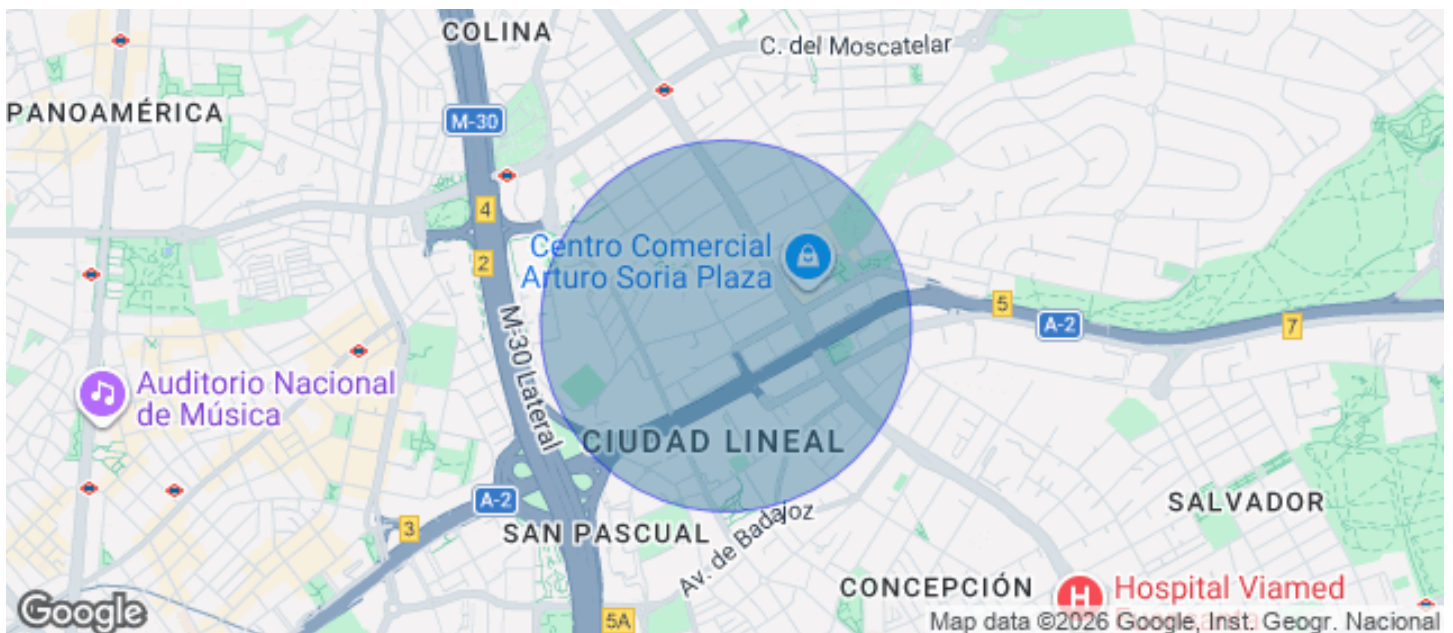 COLINA
C. del Moscatelar
PANOAMÉRICA
M-30
4
2
Centro Comercial
Arturo Soria Plaza
5
A-2
7
M-30 Lateral
Auditorio Nacional
de Música
CIUDAD LINEAL
A-2
3
SAN PASCUAL
Av. de Badajoz
SALVADOR
CONCEPCIÓN
Hospital Viamed
H
5A
Google
Map data ©2026 Google, Inst. Geogr. Nacional